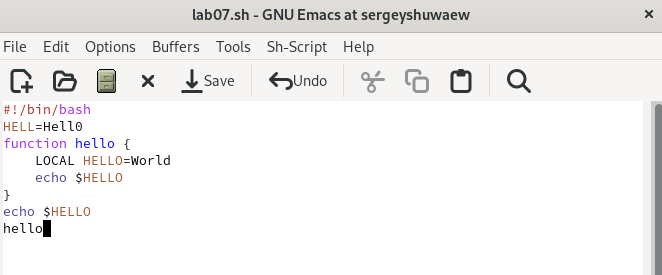 lab07.sh - GNU Emacs at sergeyshuwaew
File Edit Options Buffers Tools Sh-Script Help
Save Undo
#!/bin/bash
HELL=Hell0
function hello {
    LOCAL HELLO=World
    echo $HELLO
}
echo $HELLO
hello